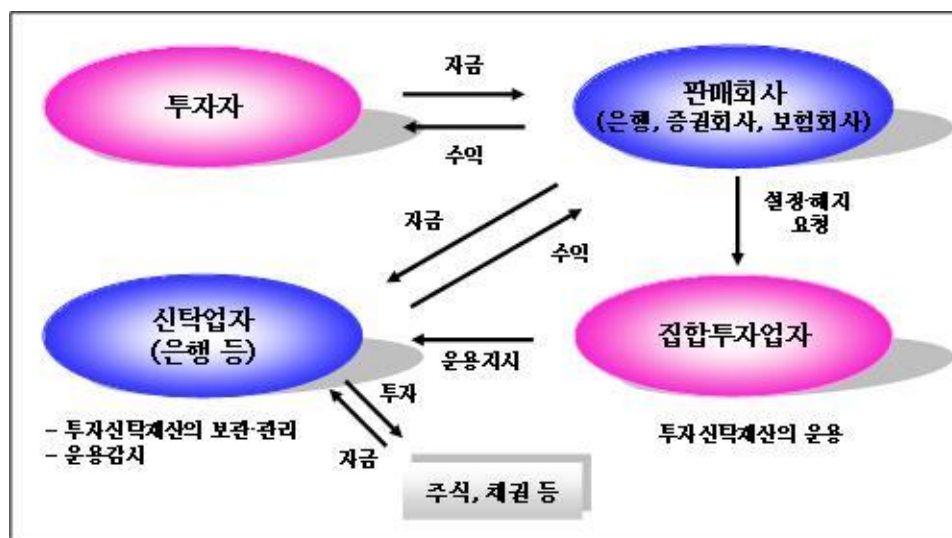 자금
투자자
판매회사
(은행, 증권회사, 보험회사)
수익
자금
설정·해지
요청
수익
신탁업자
(은행 등)
집합투자업자
운용지시
투자
– 투자신탁재산의 보관·관리
– 운용감시
자금
투자신탁재산의 운용
주식, 채권 등